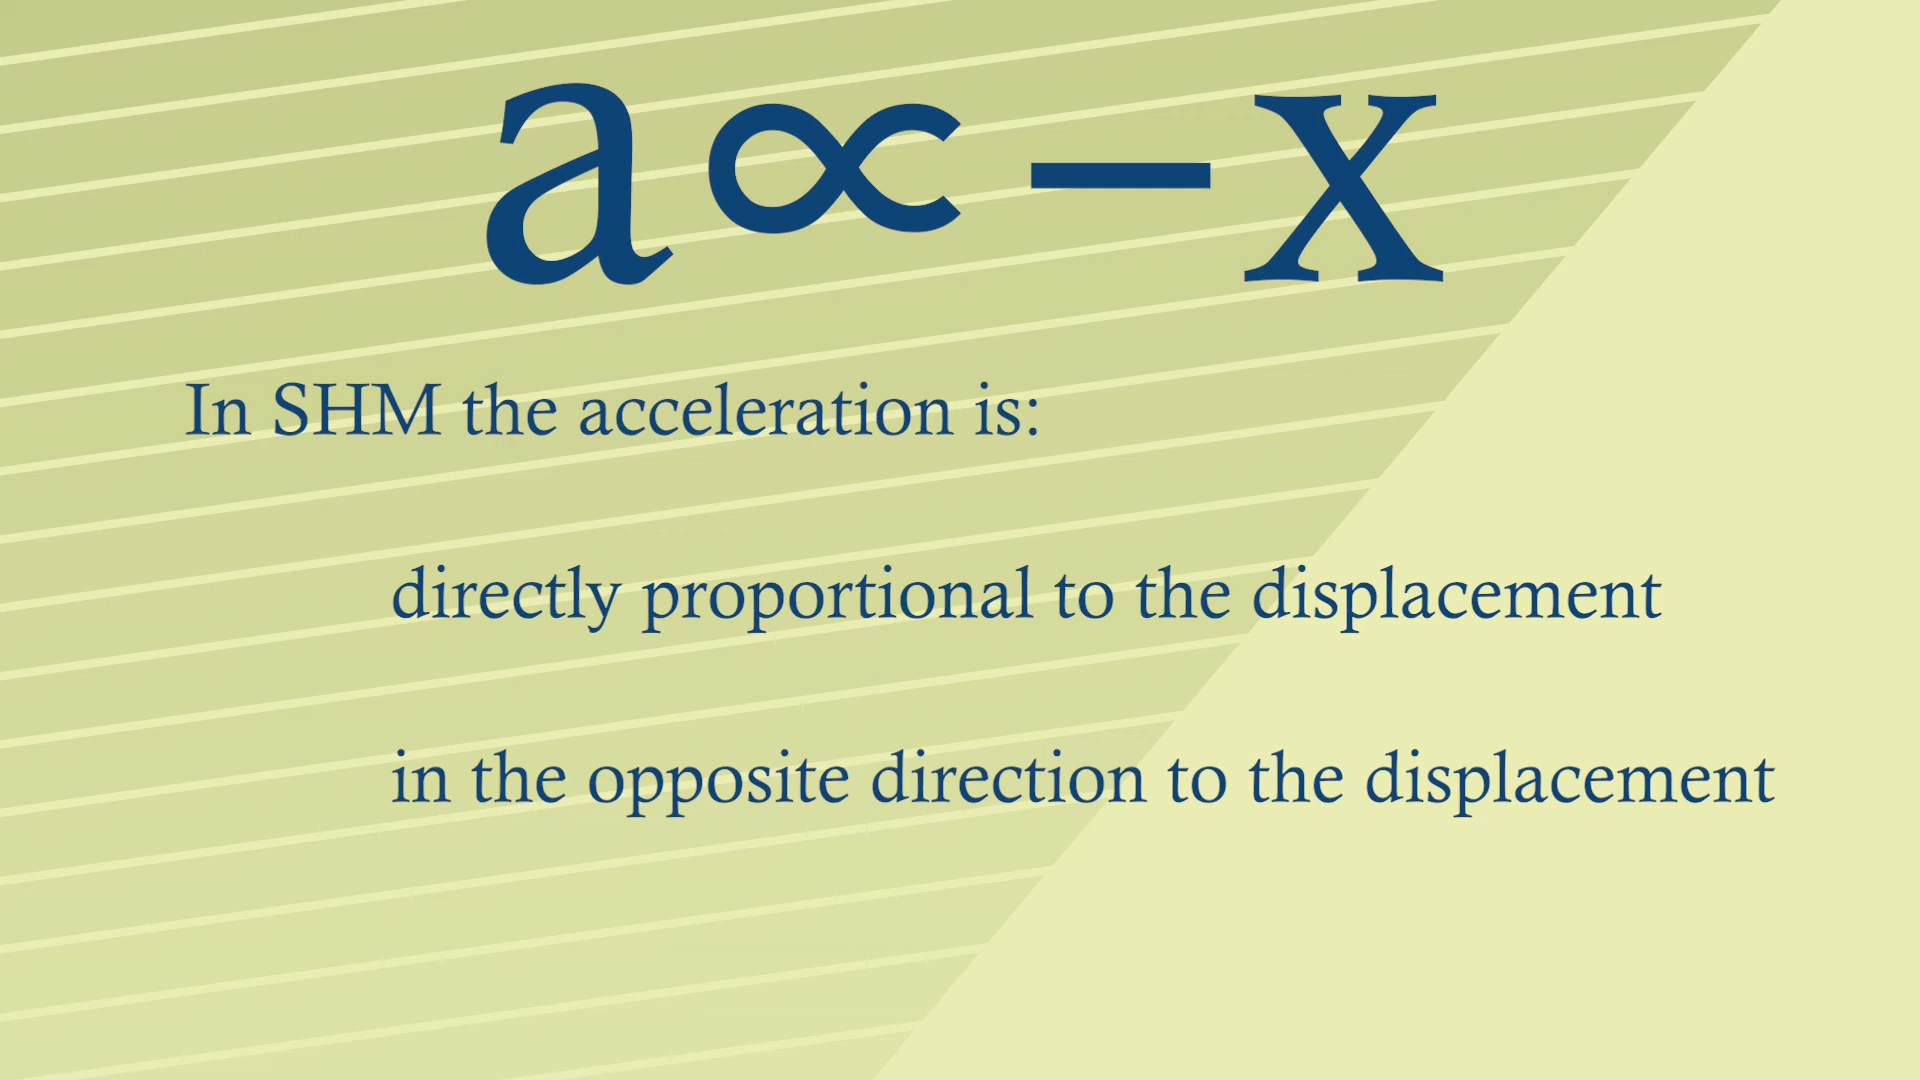 a∝−x
In SHM the acceleration is:
directly proportional to the displacement
in the opposite direction to the displacement